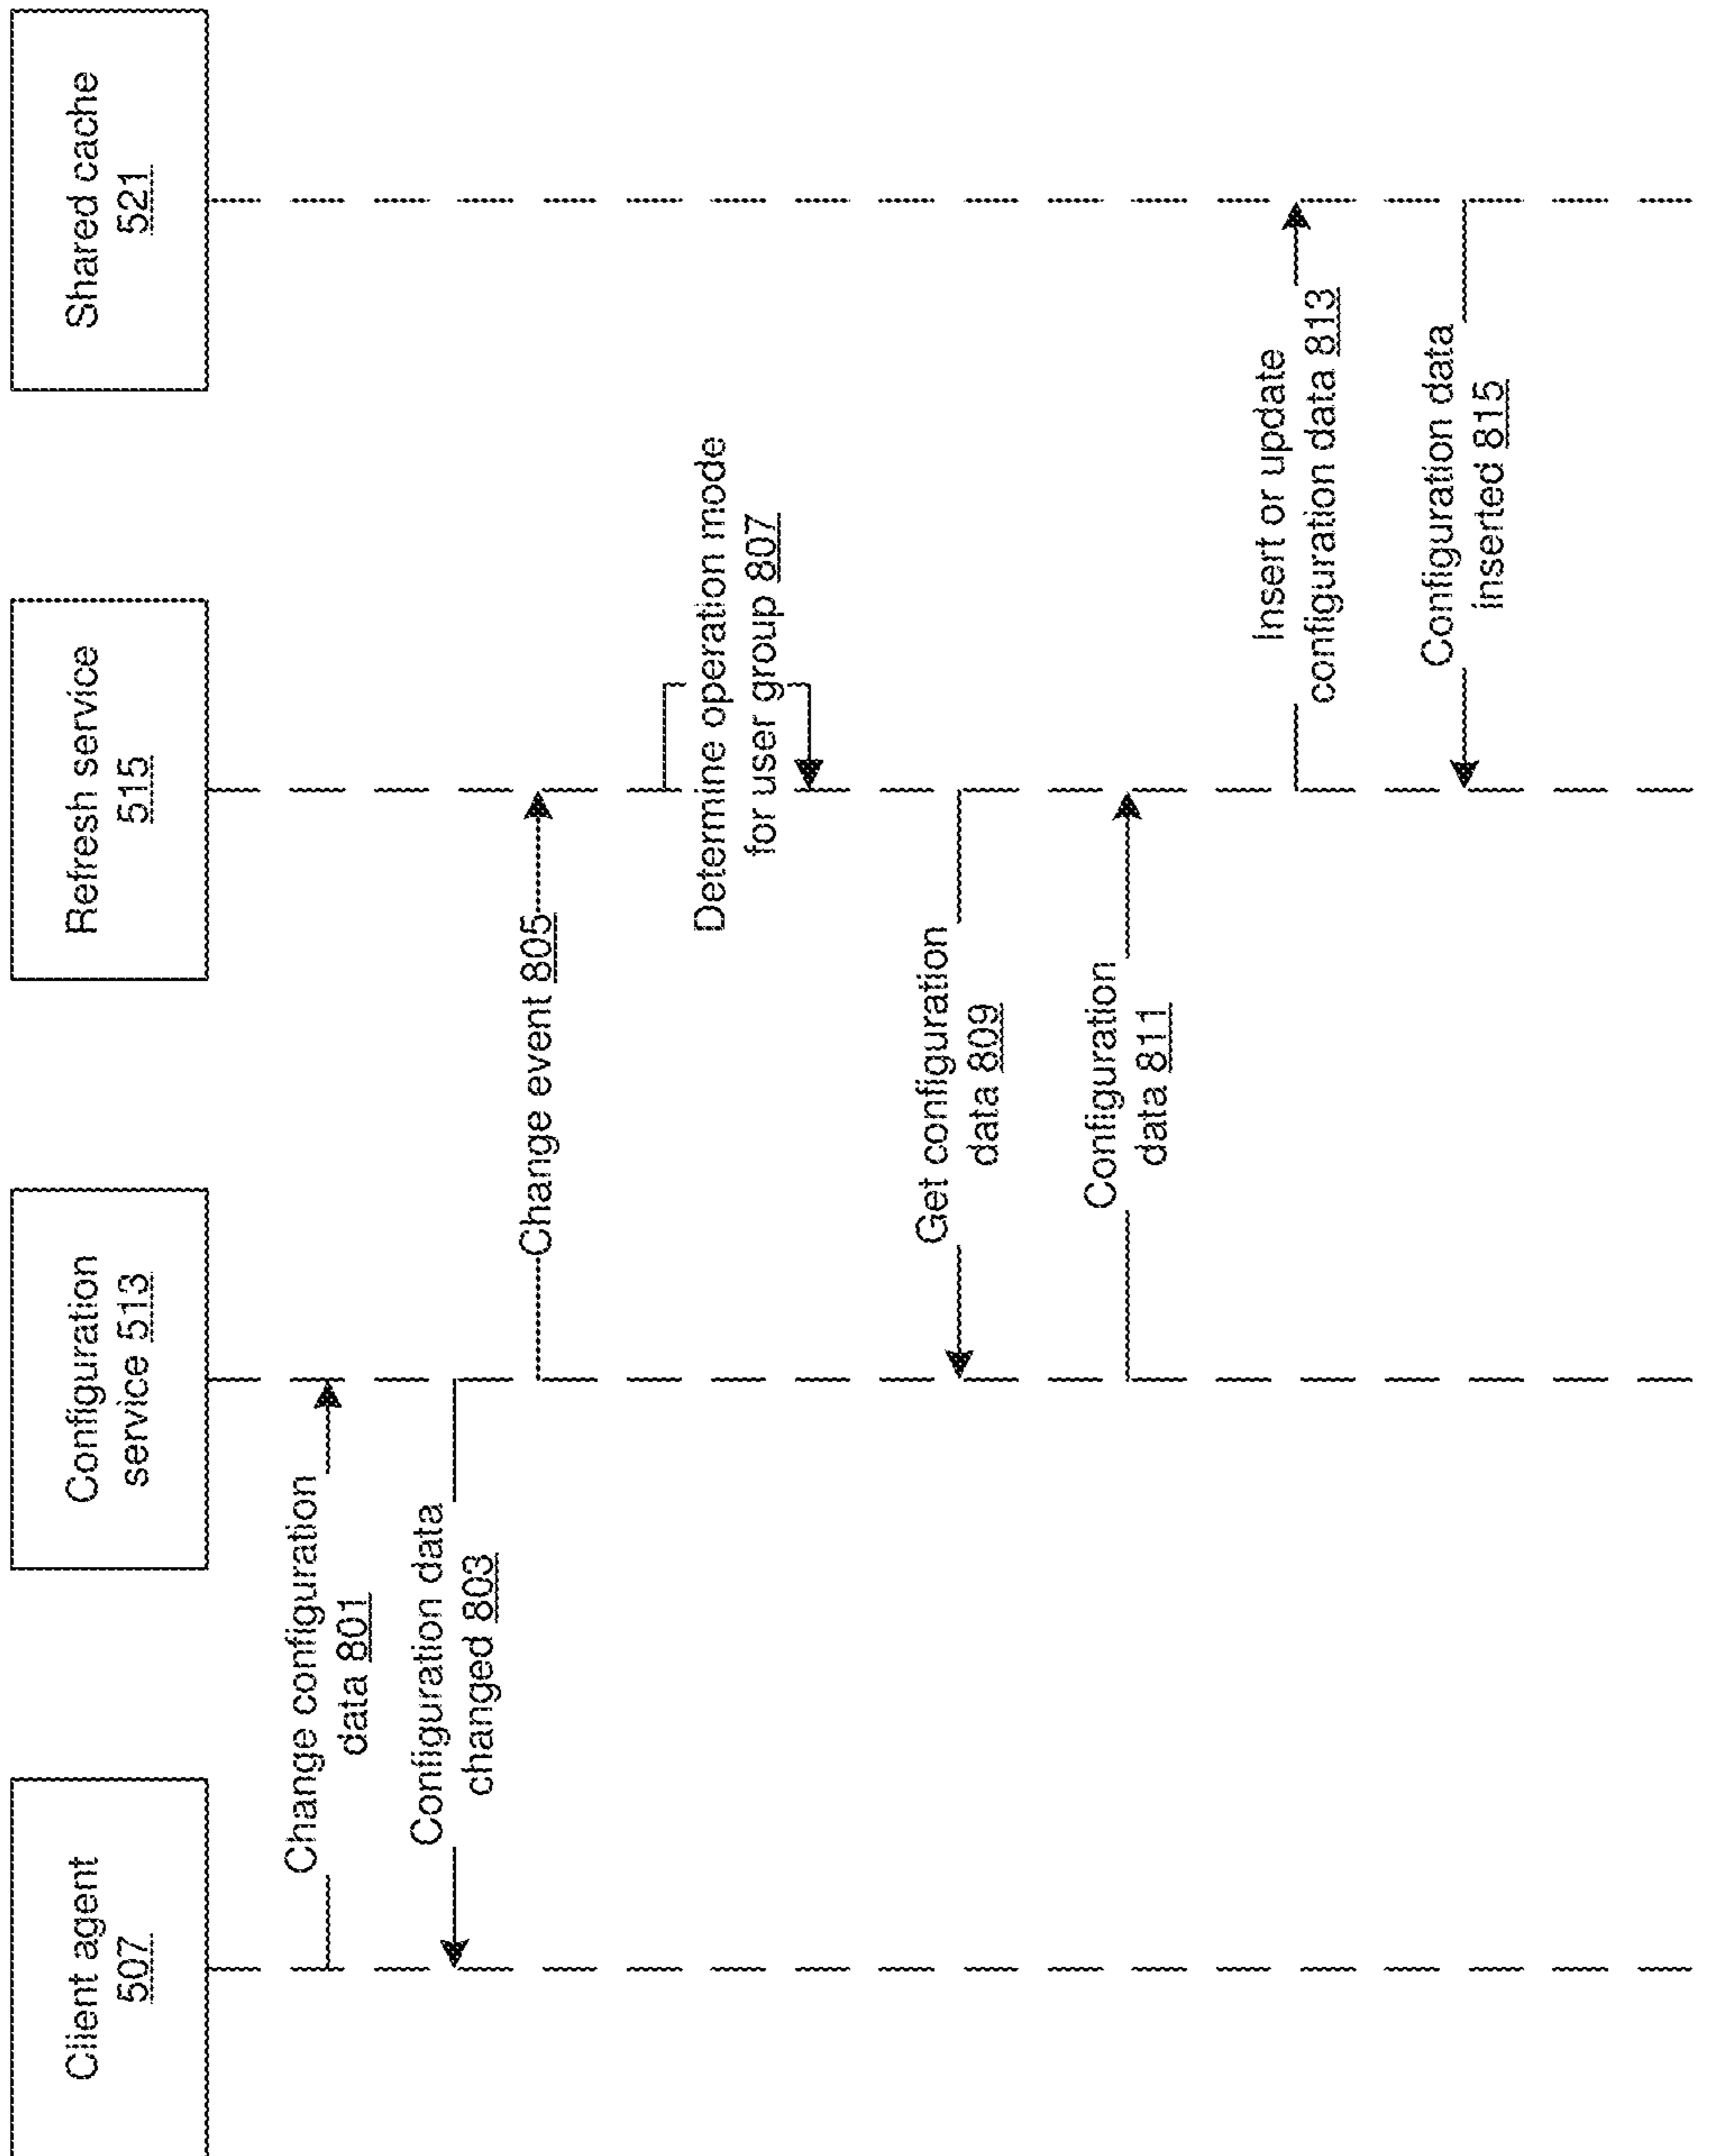 Client agent
507
Configuration
service 513
Refresh service
515
Shared cache
521
Change configuration
data 801
Configuration data
changed 803
Change event 805
Determine operation mode
for user group 807
Get configuration
data 809
Configuration
data 811
Insert or update
configuration data 813
Configuration data
inserted 815